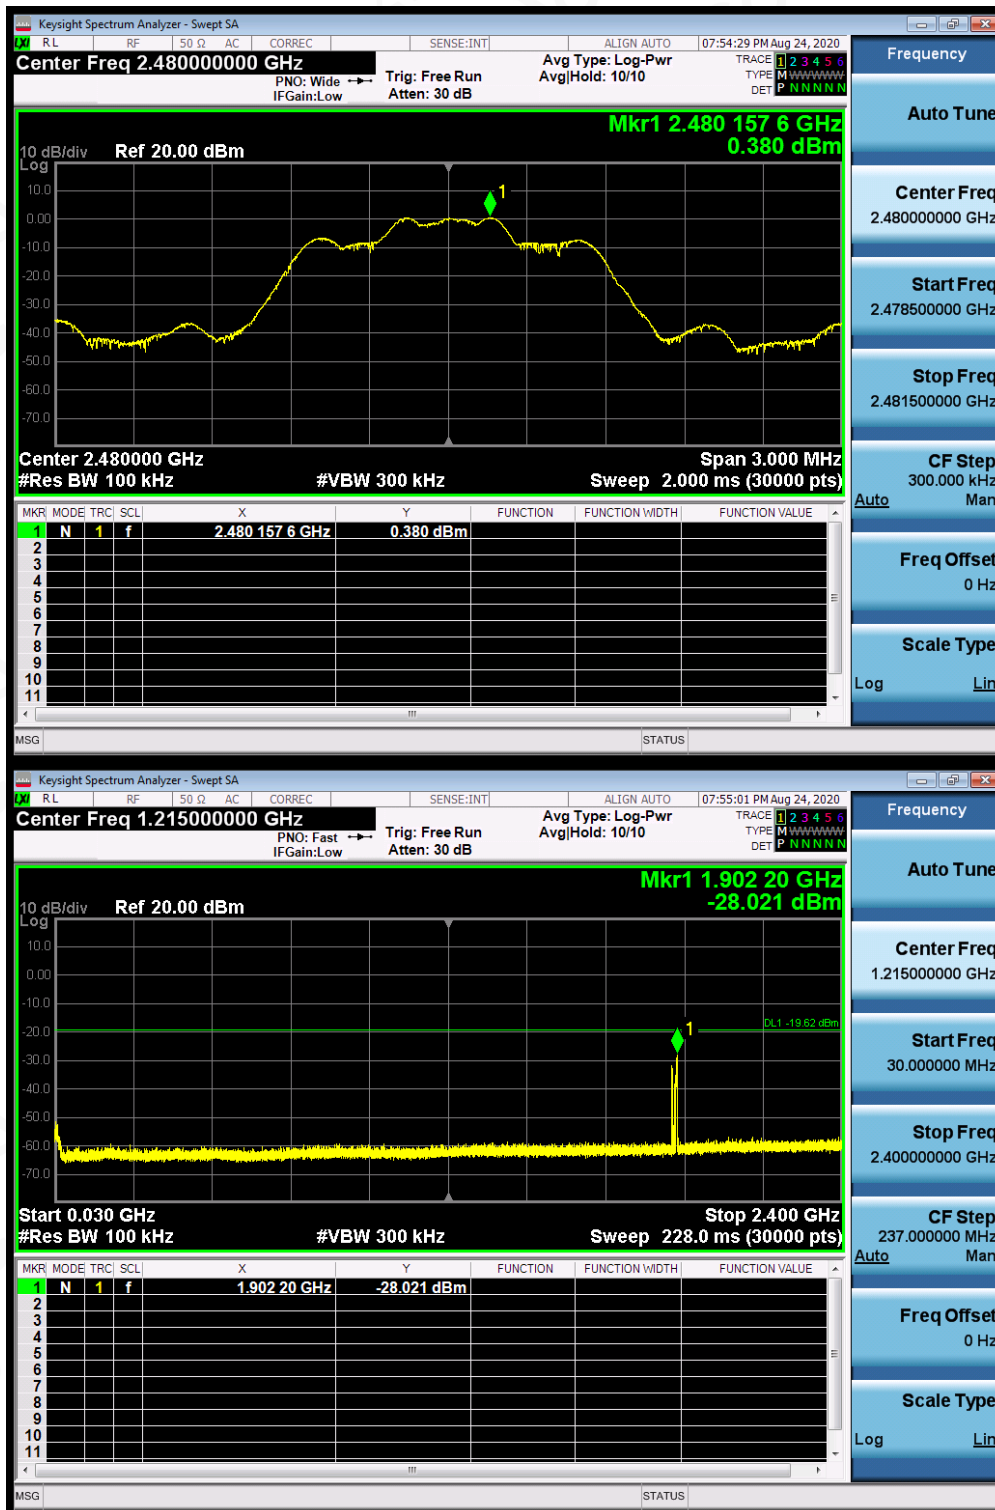 Keysight Spectrum Analyzer - Swept SA
LXI RL RF 50 Ω AC CORREC SENSE:INT ALIGN AUTO 07:54:29 PM Aug 24, 2020
Center Freq 2.480000000 GHz
PNO: Wide
IFGain:Low
Trig: Free Run
Atten: 30 dB
Avg Type: Log-Pwr
Avg|Hold: 10/10
TRACE 1 2 3 4 5 6
TYPE M WWWWW
DET P N N N N N
Mkr1 2.480 157 6 GHz
0.380 dBm
10 dB/div Ref 20.00 dBm
Log
10.0
0.00
-10.0
-20.0
-30.0
-40.0
-50.0
-60.0
-70.0
1
Center 2.480000 GHz Span 3.000 MHz
#Res BW 100 kHz #VBW 300 kHz Sweep 2.000 ms (30000 pts)
MKR MODE TRC SCL X Y FUNCTION FUNCTION WIDTH FUNCTION VALUE
1 N 1 f 2.480 157 6 GHz 0.380 dBm
2
3
4
5
6
7
8
9
10
11
MSG STATUS
Frequency
Auto Tune
Center Freq
2.480000000 GHz
Start Freq
2.478500000 GHz
Stop Freq
2.481500000 GHz
CF Step
300.000 kHz
Auto Man
Freq Offset
0 Hz
Scale Type
Log Lin
Keysight Spectrum Analyzer - Swept SA
LXI RL RF 50 Ω AC CORREC SENSE:INT ALIGN AUTO 07:55:01 PM Aug 24, 2020
Center Freq 1.215000000 GHz
PNO: Fast
IFGain:Low
Trig: Free Run
Atten: 30 dB
Avg Type: Log-Pwr
Avg|Hold: 10/10
TRACE 1 2 3 4 5 6
TYPE M WWWWW
DET P N N N N N
Mkr1 1.902 20 GHz
-28.021 dBm
10 dB/div Ref 20.00 dBm
Log
10.0
0.00
-10.0
-20.0
-30.0
-40.0
-50.0
-60.0
-70.0
DL1 -19.62 dBm
1
Start 0.030 GHz Stop 2.400 GHz
#Res BW 100 kHz #VBW 300 kHz Sweep 228.0 ms (30000 pts)
MKR MODE TRC SCL X Y FUNCTION FUNCTION WIDTH FUNCTION VALUE
1 N 1 f 1.902 20 GHz -28.021 dBm
2
3
4
5
6
7
8
9
10
11
MSG STATUS
Frequency
Auto Tune
Center Freq
1.215000000 GHz
Start Freq
30.000000 MHz
Stop Freq
2.400000000 GHz
CF Step
237.000000 MHz
Auto Man
Freq Offset
0 Hz
Scale Type
Log Lin